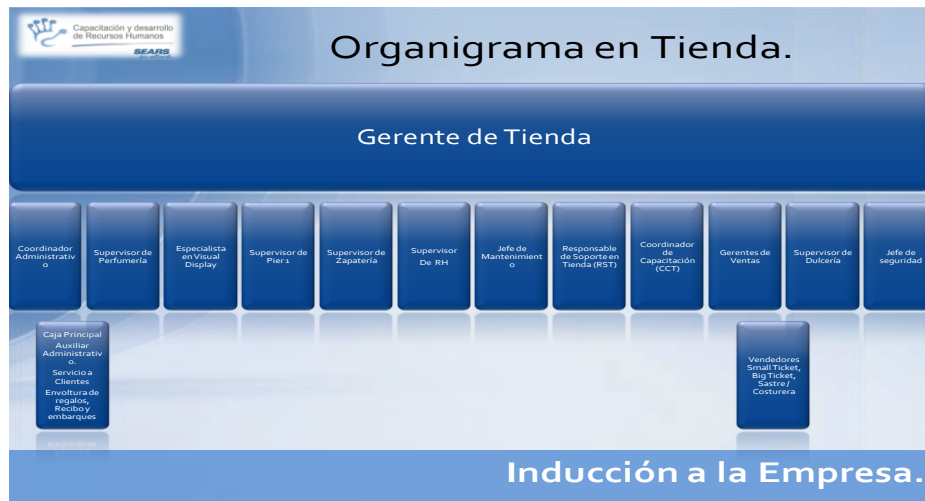 Capacitación y desarrollo
de Recursos Humanos
SEARS
Organigrama en Tienda.
Gerente de Tienda
Coordinador
Administrativ
o
Supervisor de
Perfumería
Especialista
en Visual
Display
Supervisor de
Pier 1
Supervisor de
Zapatería
Supervisor
De RH
Jefe de
Mantenimient
o
Responsable
de Soporte en
Tienda (RST)
Coordinador
de
Capacitación
(CCT)
Gerentes de
Ventas
Supervisor de
Dulcería
Jefe de
seguridad
Caja Principal
Auxiliar
Administrativ
o.
Servicio a
Clientes
Envoltura de
regalos,
Recibo y
embarques
Vendedores
Small Ticket,
Big Ticket,
Sastre /
Costurera
Inducción a la Empresa.